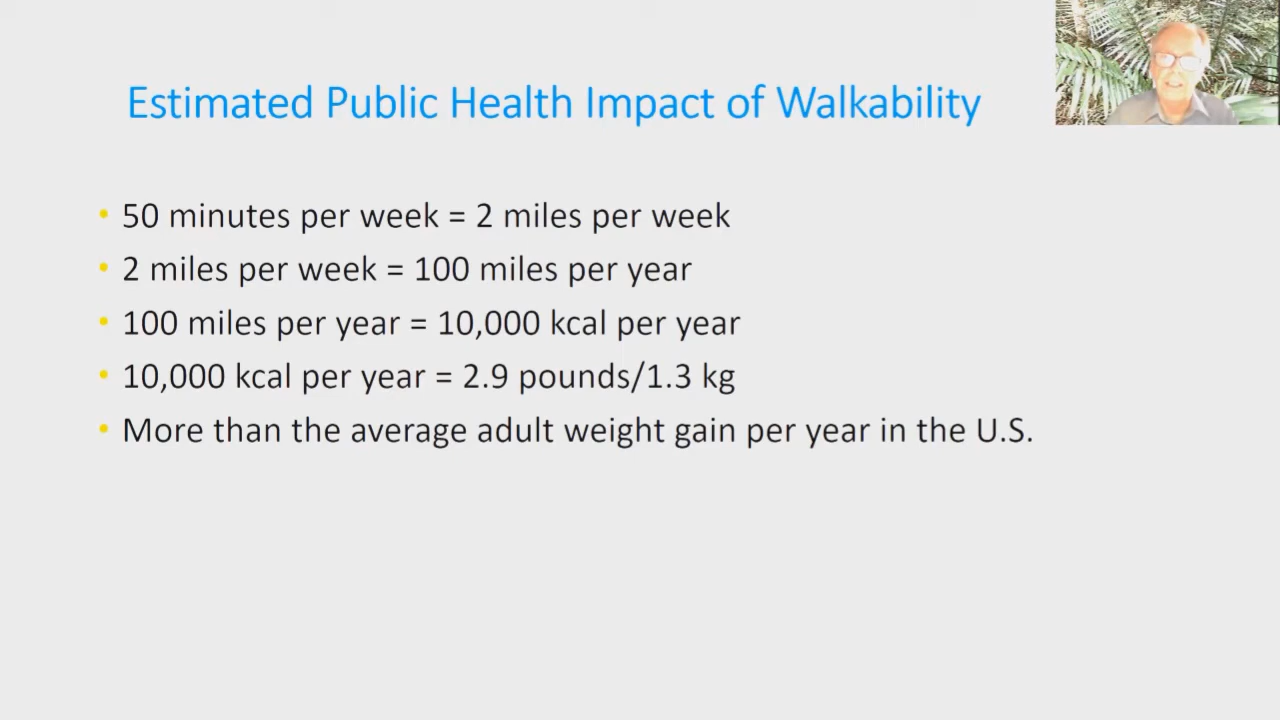 Estimated Public Health Impact of Walkability
• 50 minutes per week = 2 miles per week
• 2 miles per week = 100 miles per year
• 100 miles per year = 10,000 kcal per year
• 10,000 kcal per year = 2.9 pounds/1.3 kg
• More than the average adult weight gain per year in the U.S.